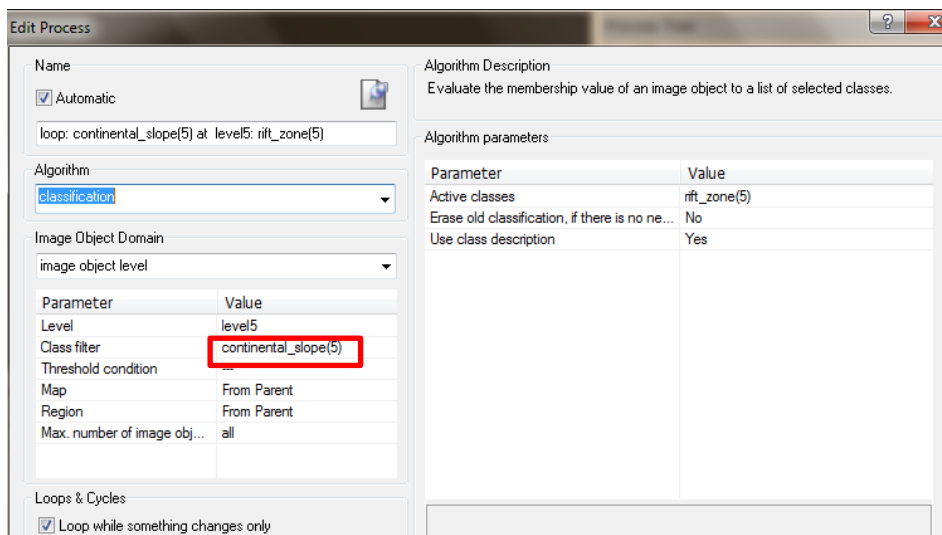 Edit Process
Name
Automatic
loop: continental_slope(5) at level5: rift_zone(5)
Algorithm
classification
Image Object Domain
image object level
Parameter Value
Level level5
Class filter continental_slope(5)
Threshold condition ---
Map From Parent
Region From Parent
Max. number of image obj... all
Loops & Cycles
Loop while something changes only
Algorithm Description
Evaluate the membership value of an image object to a list of selected classes.
Algorithm parameters
Parameter Value
Active classes rift_zone(5)
Erase old classification, if there is no ne... No
Use class description Yes